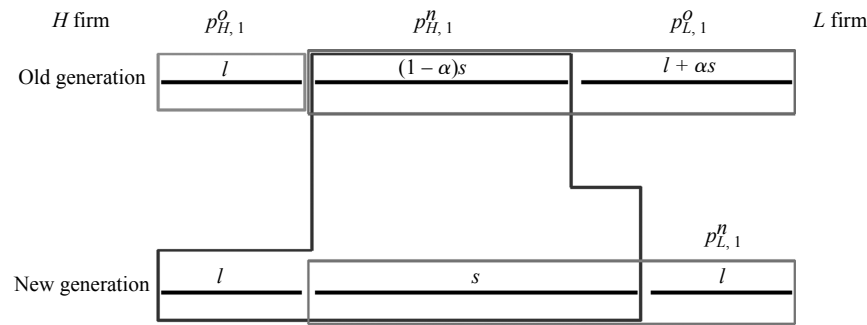 H firm p^o_{H, 1} p^n_{H, 1} p^o_{L, 1} L firm
Old generation l (1 − α)s l + αs
p^n_{L, 1}
New generation l s l